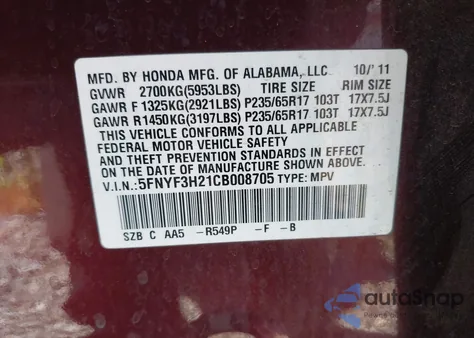 MFD. BY HONDA MFG. OF ALABAMA, LLC 10/'11
GVWR 2700KG(5953LBS) TIRE SIZE RIM SIZE
GAWR F 1325KG(2921LBS) P235/65R17 103T 17X7.5J
GAWR R1450KG(3197LBS) P235/65R17 103T 17X7.5J
THIS VEHICLE CONFORMS TO ALL APPLICABLE
FEDERAL MOTOR VEHICLE SAFETY
AND THEFT PREVENTION STANDARDS IN EFFECT
ON THE DATE OF MANUFACTURE SHOWN ABOVE.
V.I.N.: 5FNYF3H21CB008705 TYPE: MPV
SZB C AA5 -R549P -F -B
autoSnap